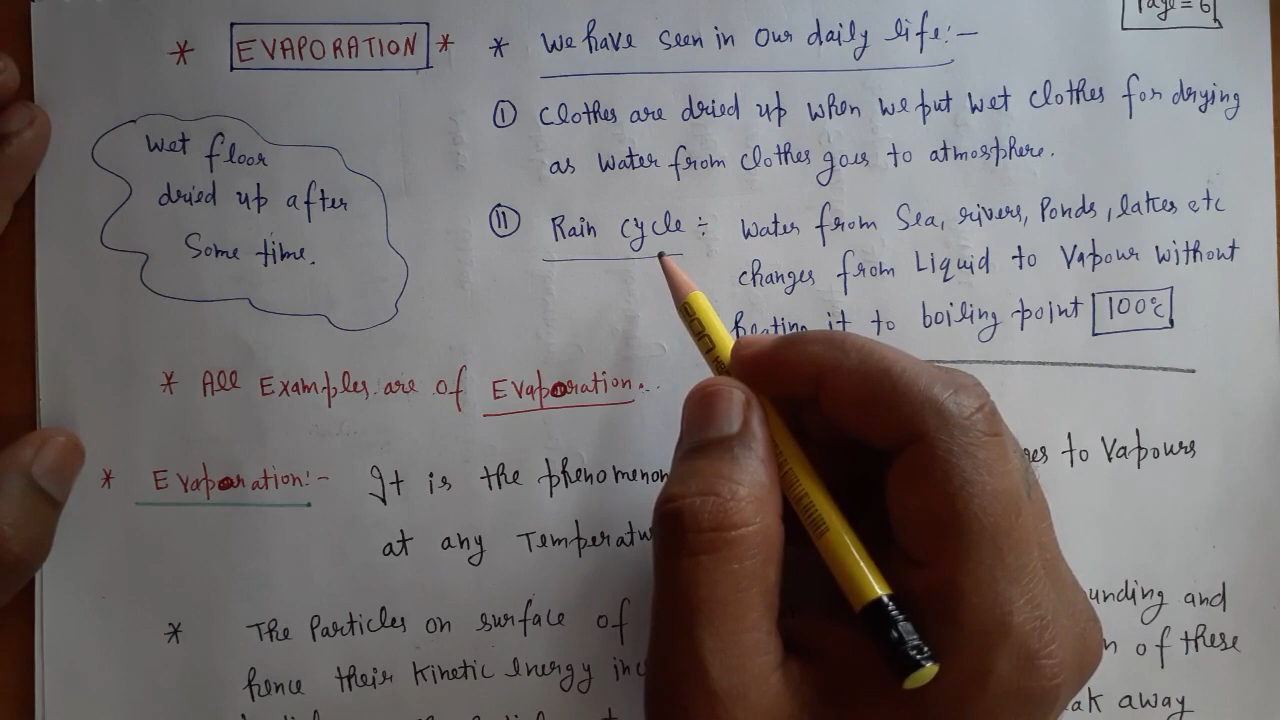 Page = 6
* EVAPORATION *
* We have seen in our daily life:-
Wet floor
dried up after
Some time.
① Clothes are dried up when we put wet clothes for drying
as water from clothes goes to atmosphere.
⑪ Rain cycle ÷ Water from Sea, rivers, Ponds, lakes etc
changes from Liquid to Vapour without
heating it to boiling point 100℃
* All Examples are of Evaporation..
* Evaporation:- It is the phenomenon to Vapours
at any Temperatu
* The Particles on surface of unding and
hence their Kinetic Energy inc of these
away